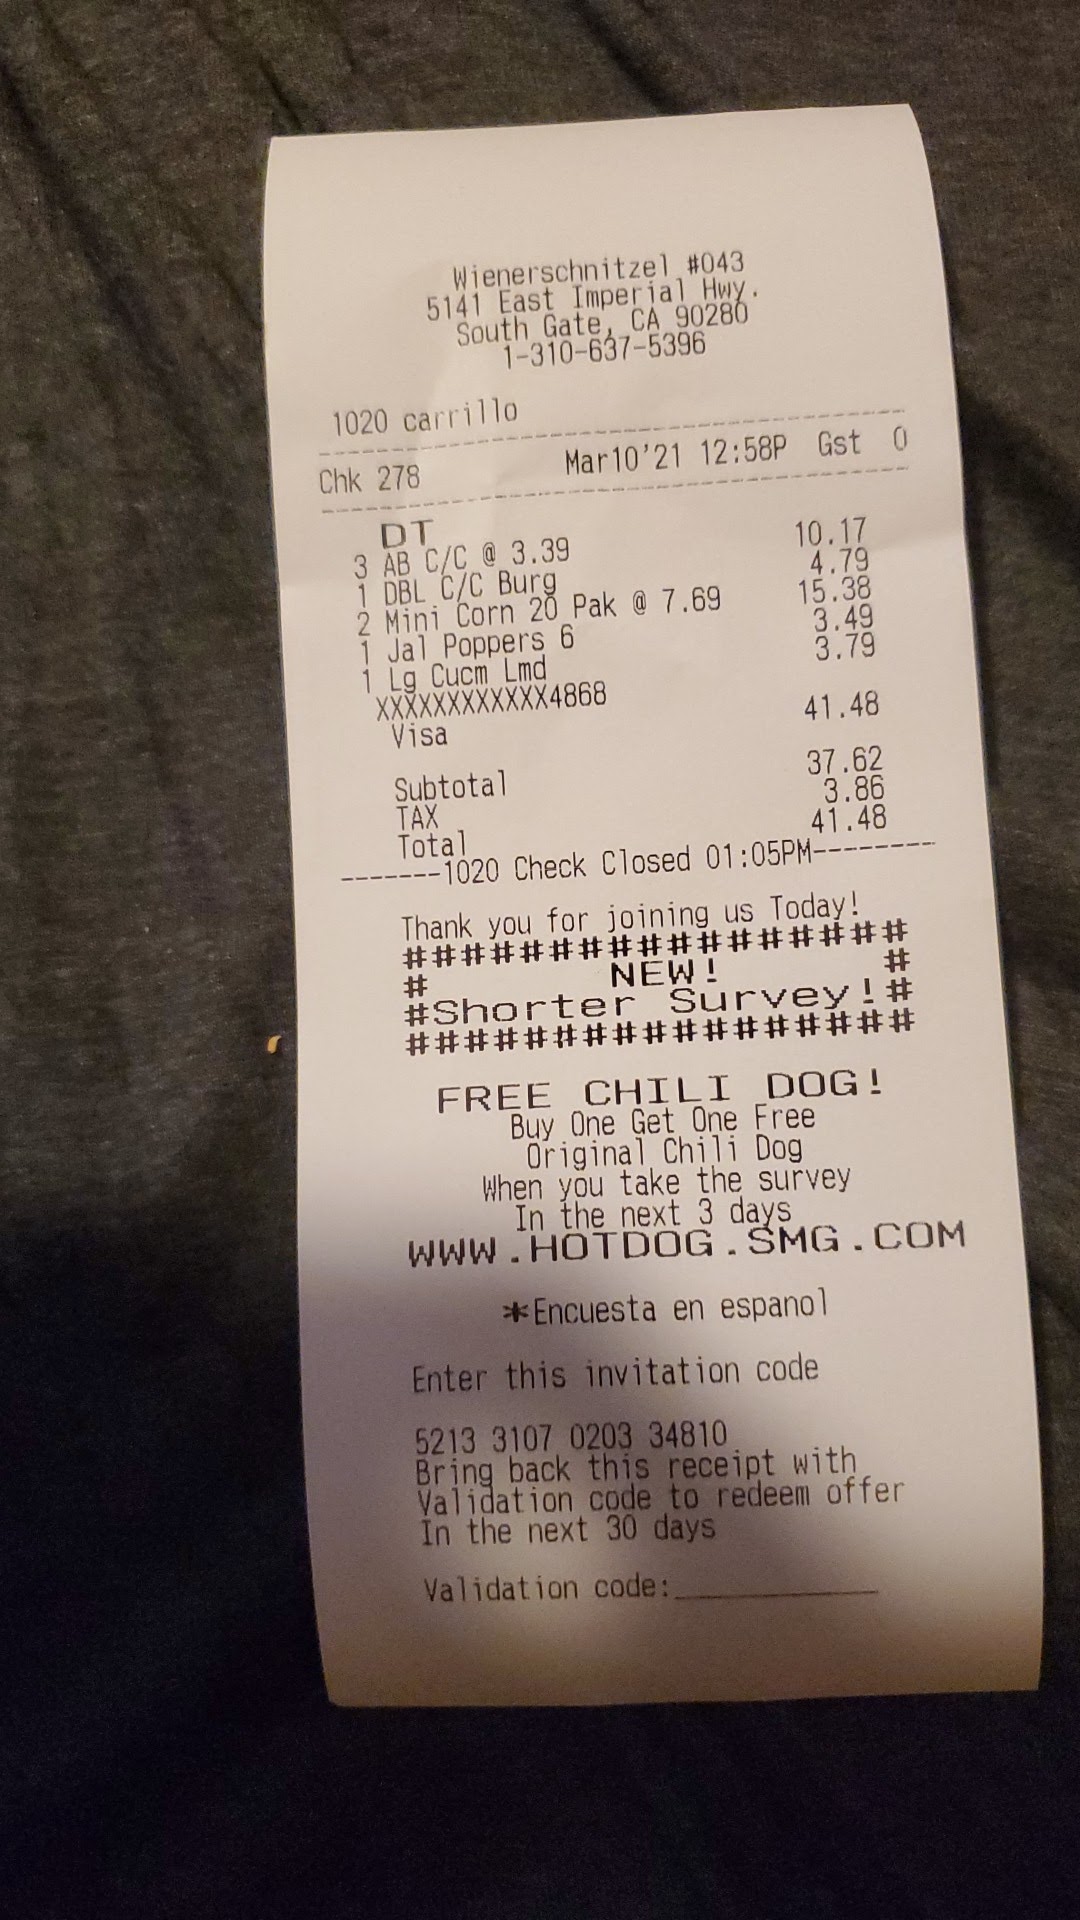 Wienerschnitzel #043
5141 East Imperial Hwy.
South Gate, CA 90280
1-310-637-5396
1020 carrillo
Chk 278 Mar10'21 12:58P Gst 0
DT
3 AB C/C @ 3.39 10.17
1 DBL C/C Burg 4.79
2 Mini Corn 20 Pak @ 7.69 15.38
1 Jal Poppers 6 3.49
1 Lg Cucm Lmd 3.79
XXXXXXXXXXXX4868
Visa 41.48
Subtotal 37.62
TAX 3.86
Total 41.48
-------1020 Check Closed 01:05PM--------
Thank you for joining us Today!
#################
# NEW! #
#Shorter Survey!#
#################
FREE CHILI DOG!
Buy One Get One Free
Original Chili Dog
When you take the survey
In the next 3 days
WWW.HOTDOG.SMG.COM
*Encuesta en espanol
Enter this invitation code
5213 3107 0203 34810
Bring back this receipt with
Validation code to redeem offer
In the next 30 days
Validation code:_____________